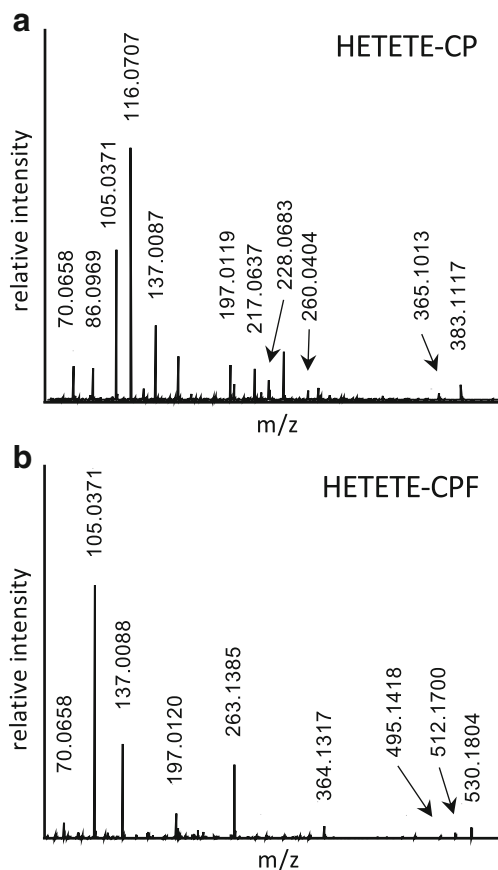 a
HETETE-CP
relative intensity
70.0658
86.0969
105.0371
116.0707
137.0087
197.0119
217.0637
228.0683
260.0404
365.1013
383.1117
m/z
b
HETETE-CPF
relative intensity
70.0658
105.0371
137.0088
197.0120
263.1385
364.1317
495.1418
512.1700
530.1804
m/z